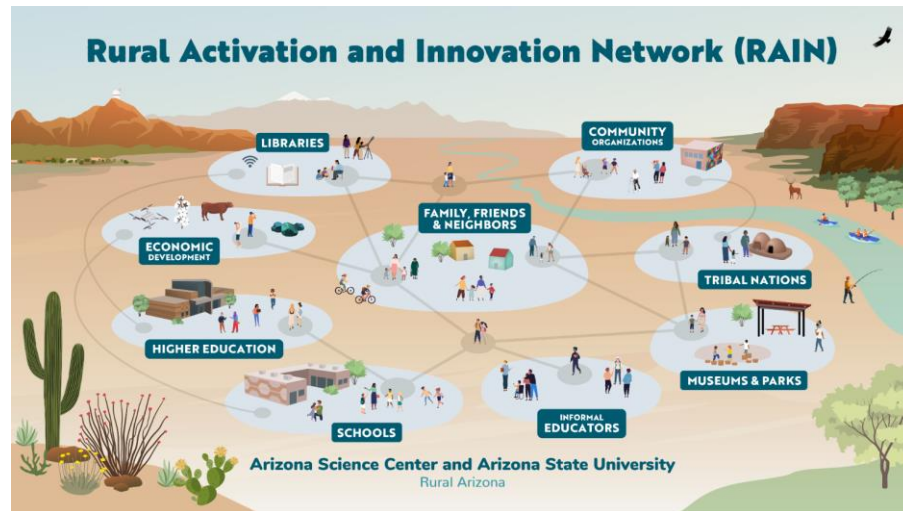 Rural Activation and Innovation Network (RAIN)
LIBRARIES
COMMUNITY
ORGANIZATIONS
FAMILY, FRIENDS
& NEIGHBORS
ECONOMIC
DEVELOPMENT
TRIBAL NATIONS
HIGHER EDUCATION
MUSEUMS & PARKS
SCHOOLS
INFORMAL
EDUCATORS
Arizona Science Center and Arizona State University
Rural Arizona